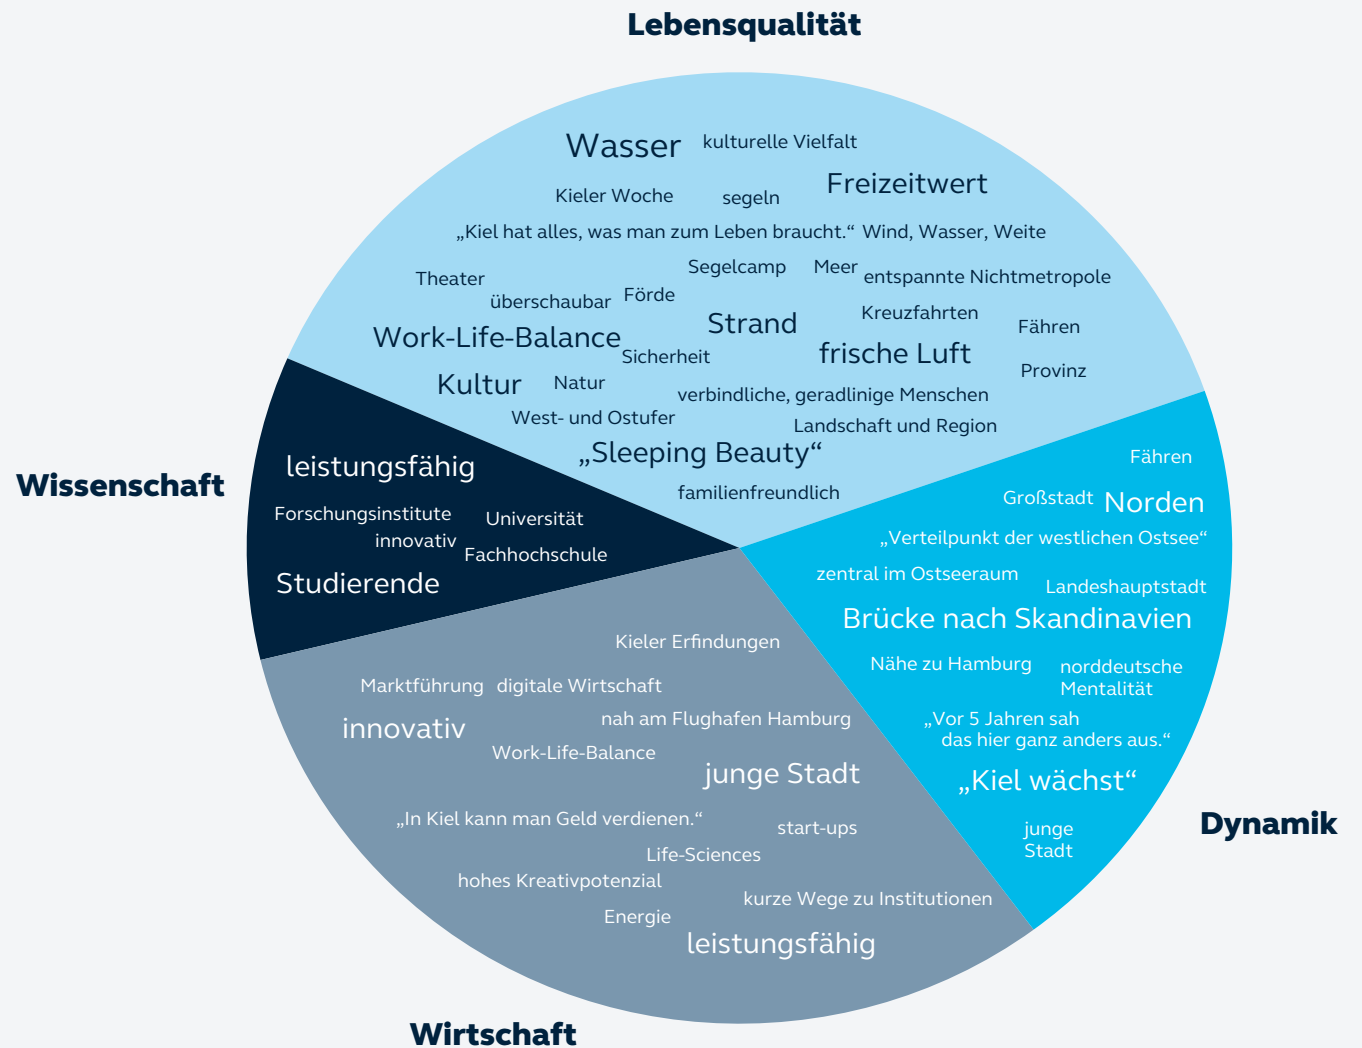 Lebensqualität
Wasser
kulturelle Vielfalt
Freizeitwert
Kieler Woche
segeln
„Kiel hat alles, was man zum Leben braucht.“
Wind, Wasser, Weite
Theater
Segelcamp
Meer
entspannte Nichtmetropole
überschaubar
Förde
Strand
Kreuzfahrten
Fähren
Work-Life-Balance
Sicherheit
frische Luft
Provinz
Kultur
Natur
verbindliche, geradlinige Menschen
West- und Ostufer
Landschaft und Region
„Sleeping Beauty“
familienfreundlich
Wissenschaft
leistungsfähig
Forschungsinstitute
Universität
innovativ
Fachhochschule
Studierende
Fähren
Großstadt
Norden
„Verteilpunkt der westlichen Ostsee“
zentral im Ostseeraum
Landeshauptstadt
Brücke nach Skandinavien
Nähe zu Hamburg
norddeutsche
Mentalität
„Vor 5 Jahren sah
das hier ganz anders aus.“
„Kiel wächst“
junge
Stadt
Dynamik
Kieler Erfindungen
Marktführung
digitale Wirtschaft
innovativ
nah am Flughafen Hamburg
Work-Life-Balance
junge Stadt
„In Kiel kann man Geld verdienen.“
start-ups
Life-Sciences
hohes Kreativpotenzial
kurze Wege zu Institutionen
Energie
leistungsfähig
Wirtschaft